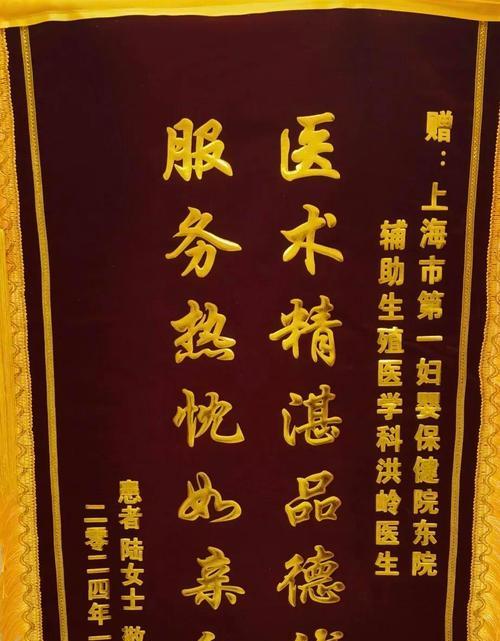 赠：上海市第一妇婴保健院东院
辅助生殖医学科洪岭医生
医术精湛品德
服务热忱如亲
患者 陆女士
二零二四年一